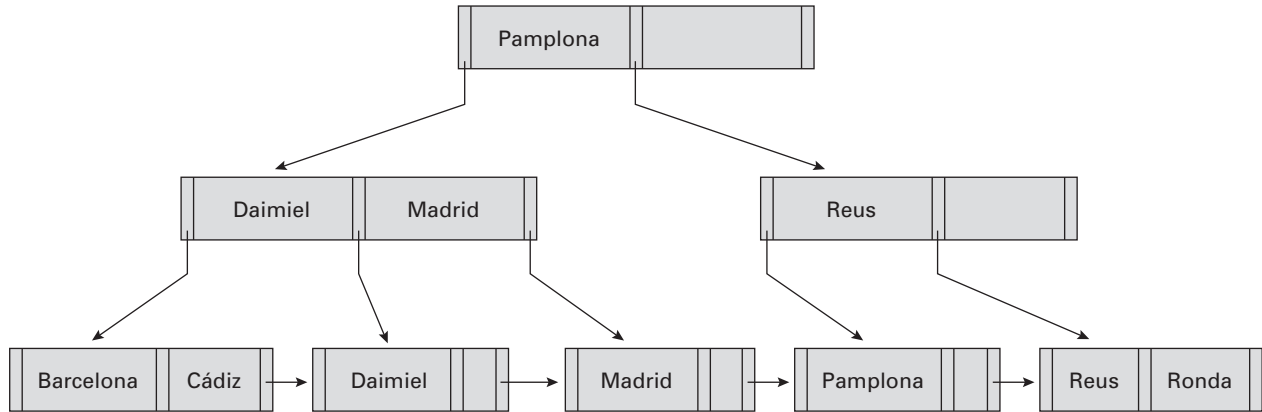 Pamplona
Daimiel Madrid
Reus
Barcelona Cádiz
Daimiel
Madrid
Pamplona
Reus Ronda